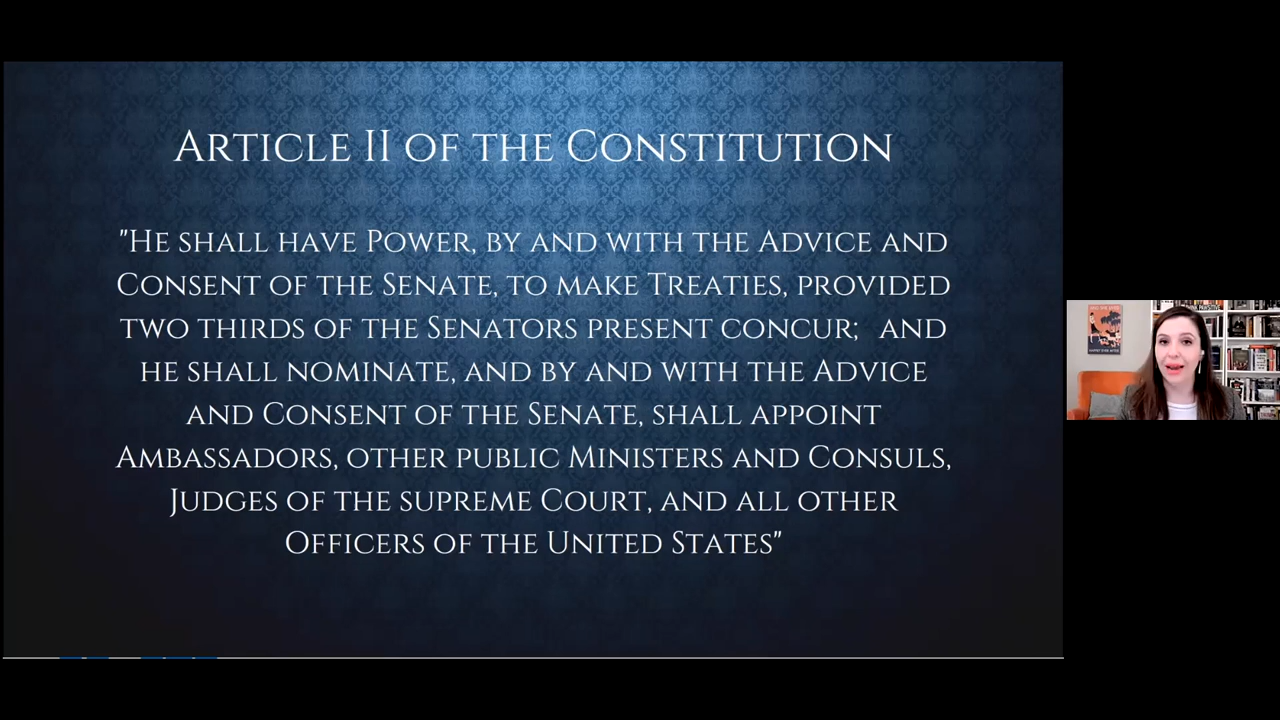 Article II of the Constitution
"He shall have Power, by and with the Advice and
Consent of the Senate, to make Treaties, provided
two thirds of the Senators present concur; and
he shall nominate, and by and with the Advice
and Consent of the Senate, shall appoint
Ambassadors, other public Ministers and Consuls,
Judges of the supreme Court, and all other
Officers of the United States"